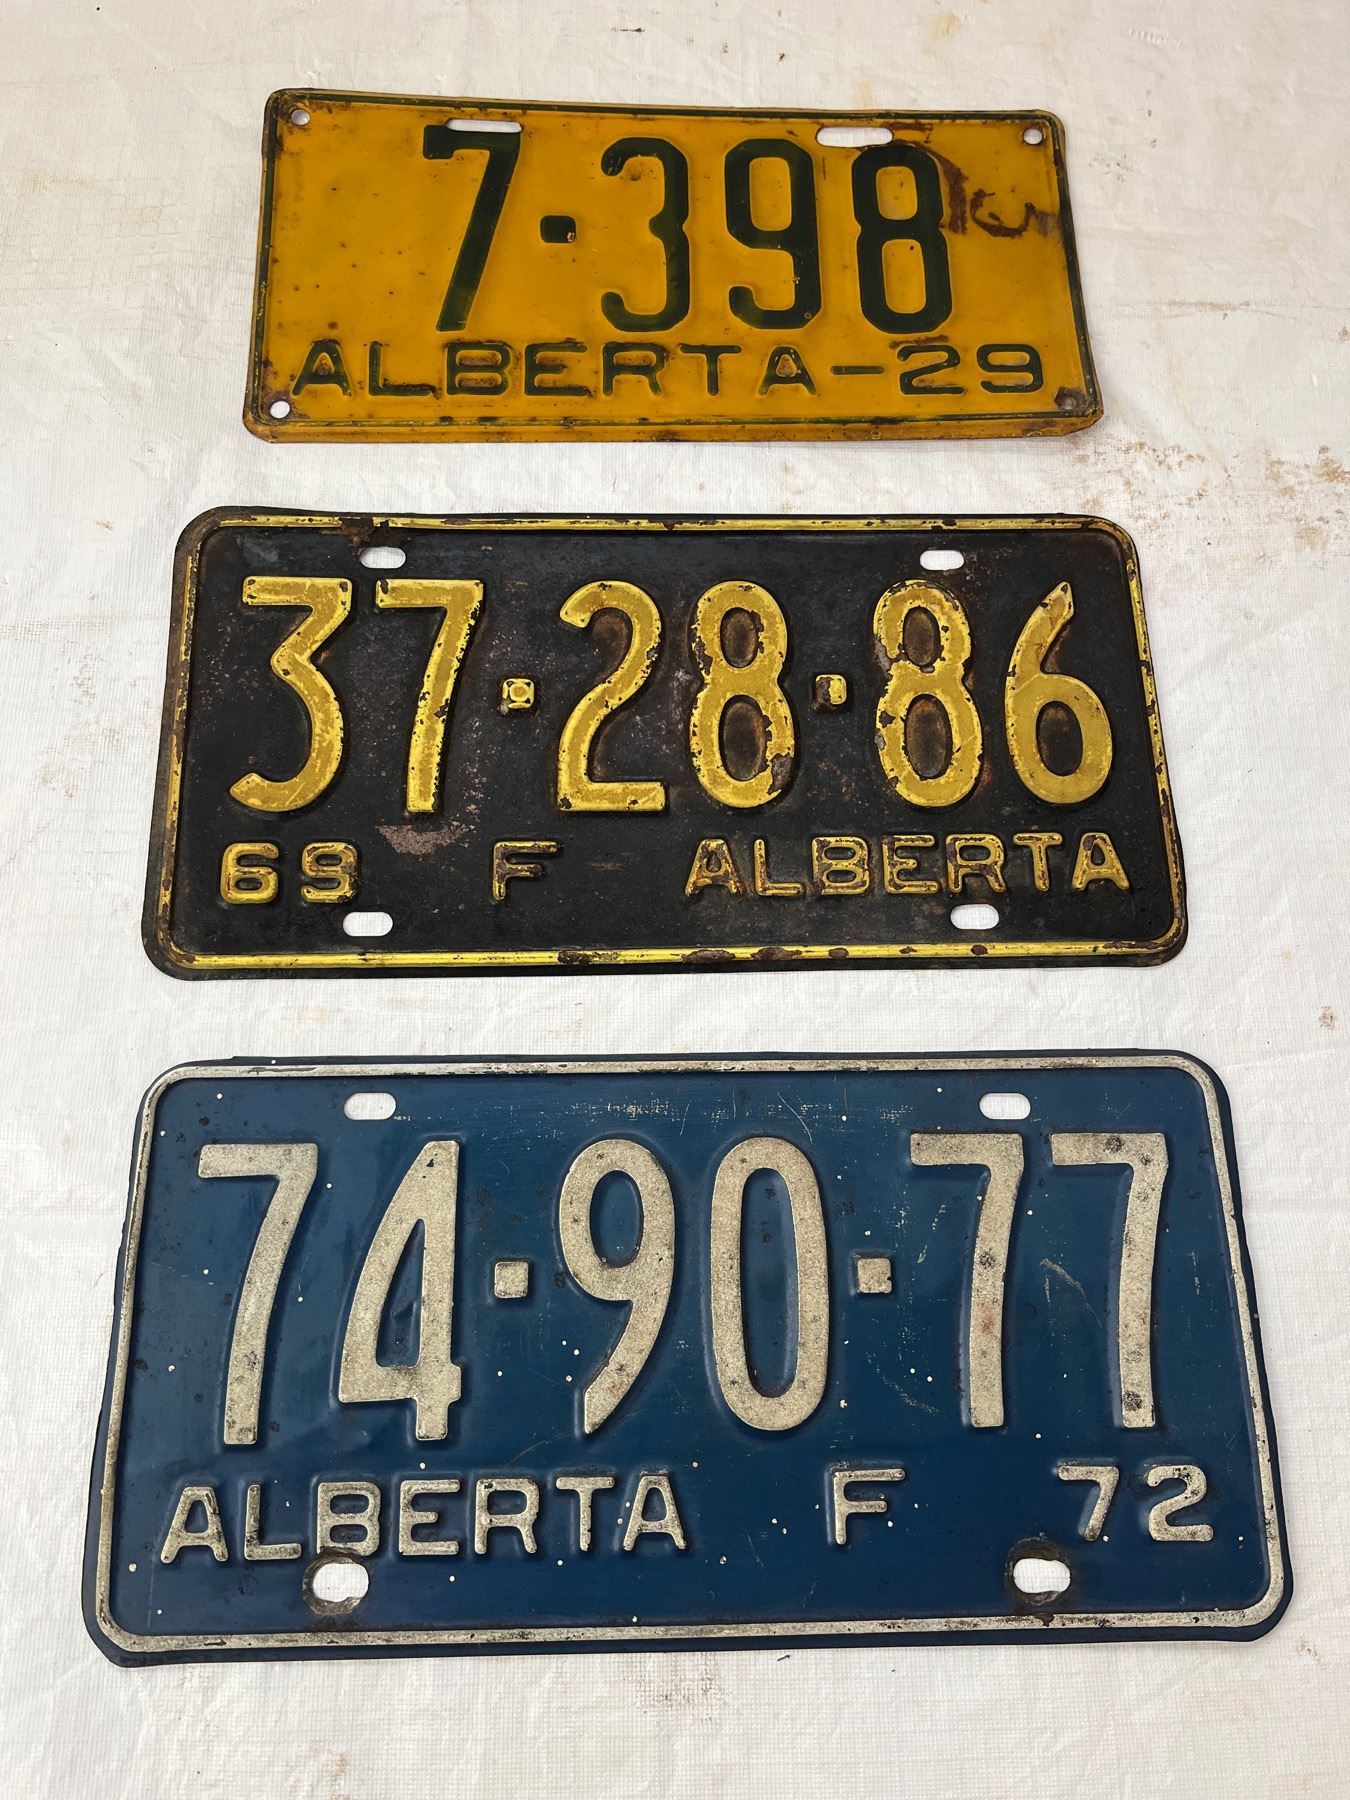 7·398
ALBERTA-29
37·28·86
69 F ALBERTA
74·90·77
ALBERTA F 72